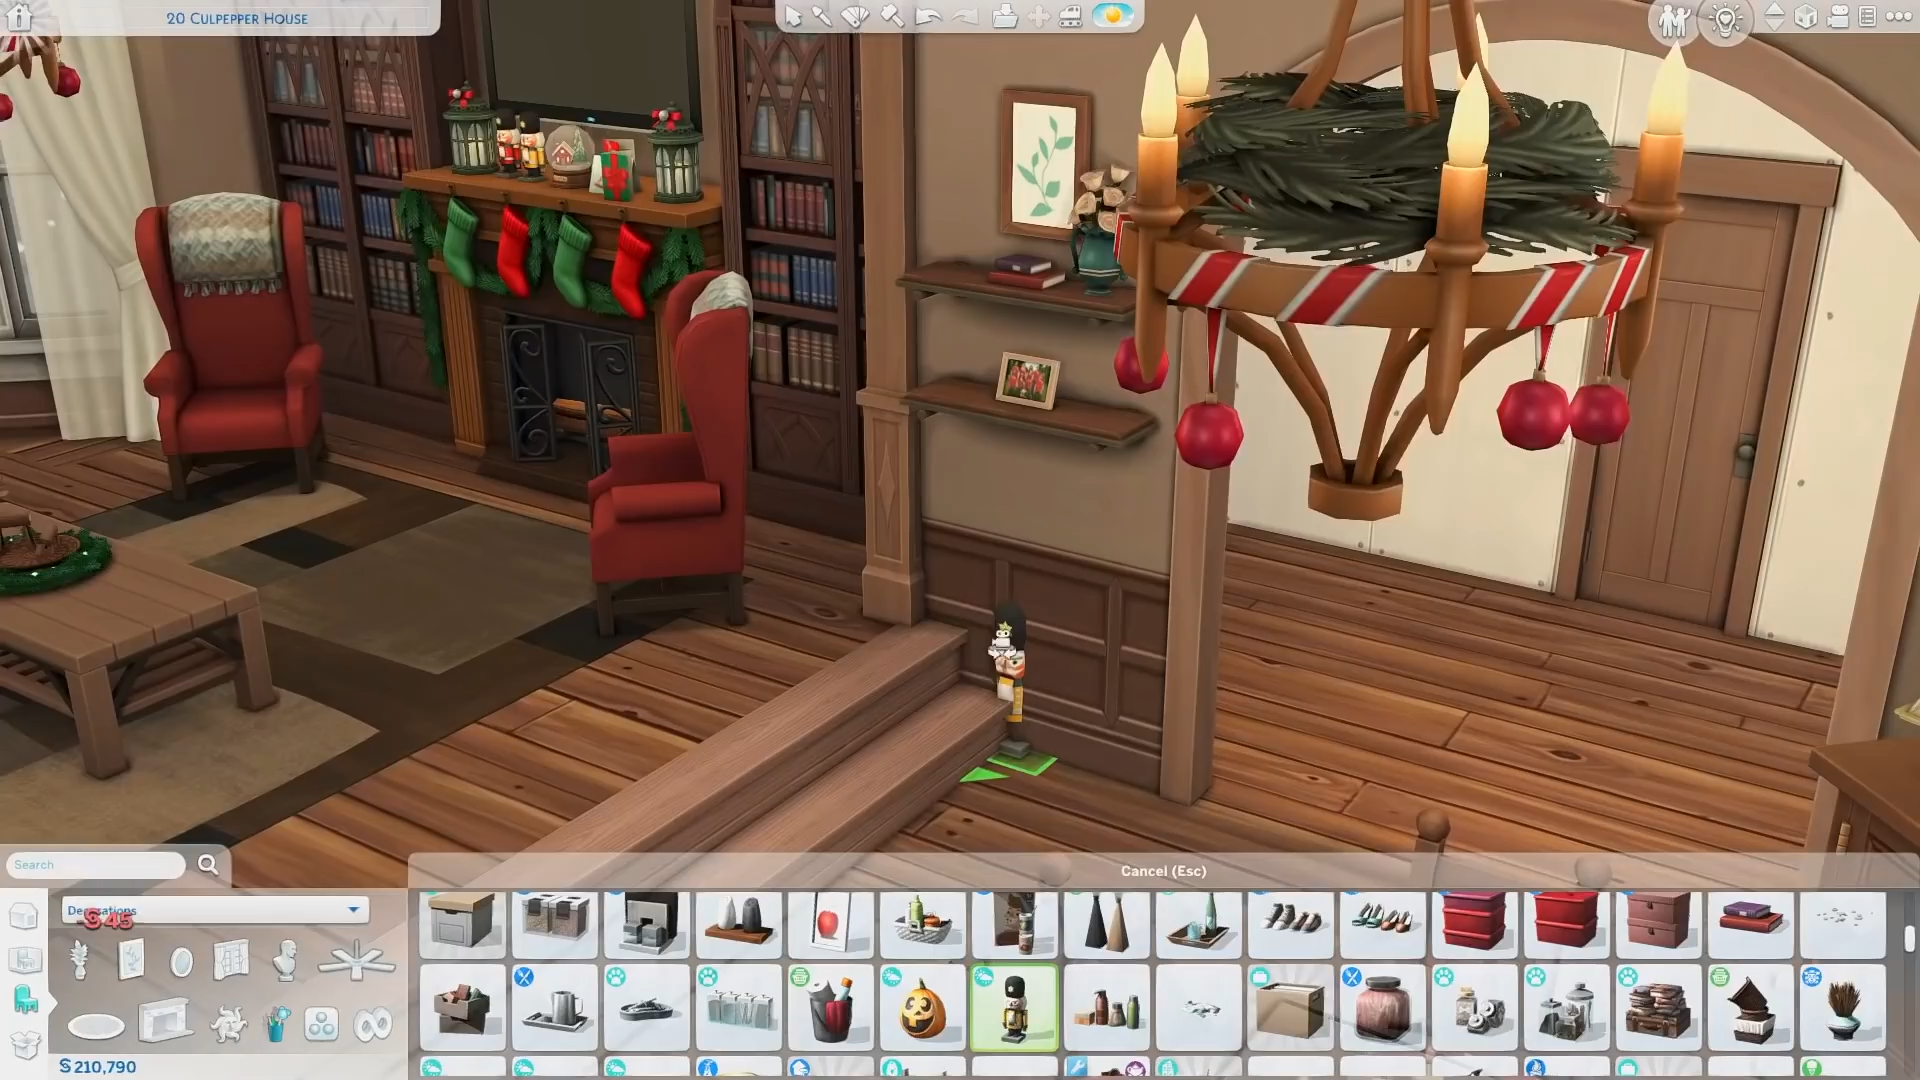 20 Culpepper House
Cancel (Esc)
Search
Decorations
-§45
§210,790